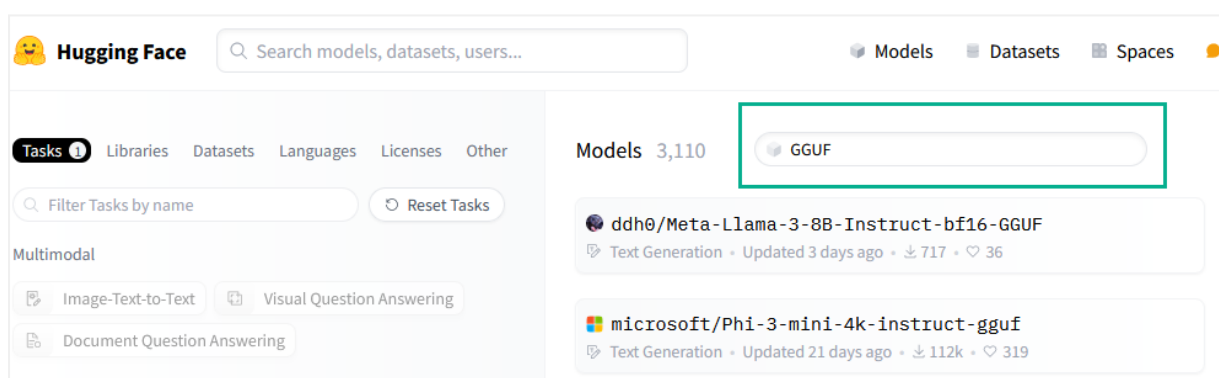 Hugging Face
Search models, datasets, users...
Models
Datasets
Spaces
Tasks 1
Libraries
Datasets
Languages
Licenses
Other
Filter Tasks by name
Reset Tasks
Multimodal
Image-Text-to-Text
Visual Question Answering
Document Question Answering
Models 3,110
GGUF
ddh0/Meta-Llama-3-8B-Instruct-bf16-GGUF
Text Generation • Updated 3 days ago • 717 • 36
microsoft/Phi-3-mini-4k-instruct-gguf
Text Generation • Updated 21 days ago • 112k • 319